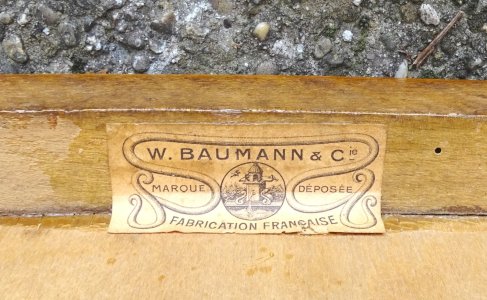 W. BAUMANN & Cie
MARQUE DÉPOSÉE
FABRICATION FRANÇAISE